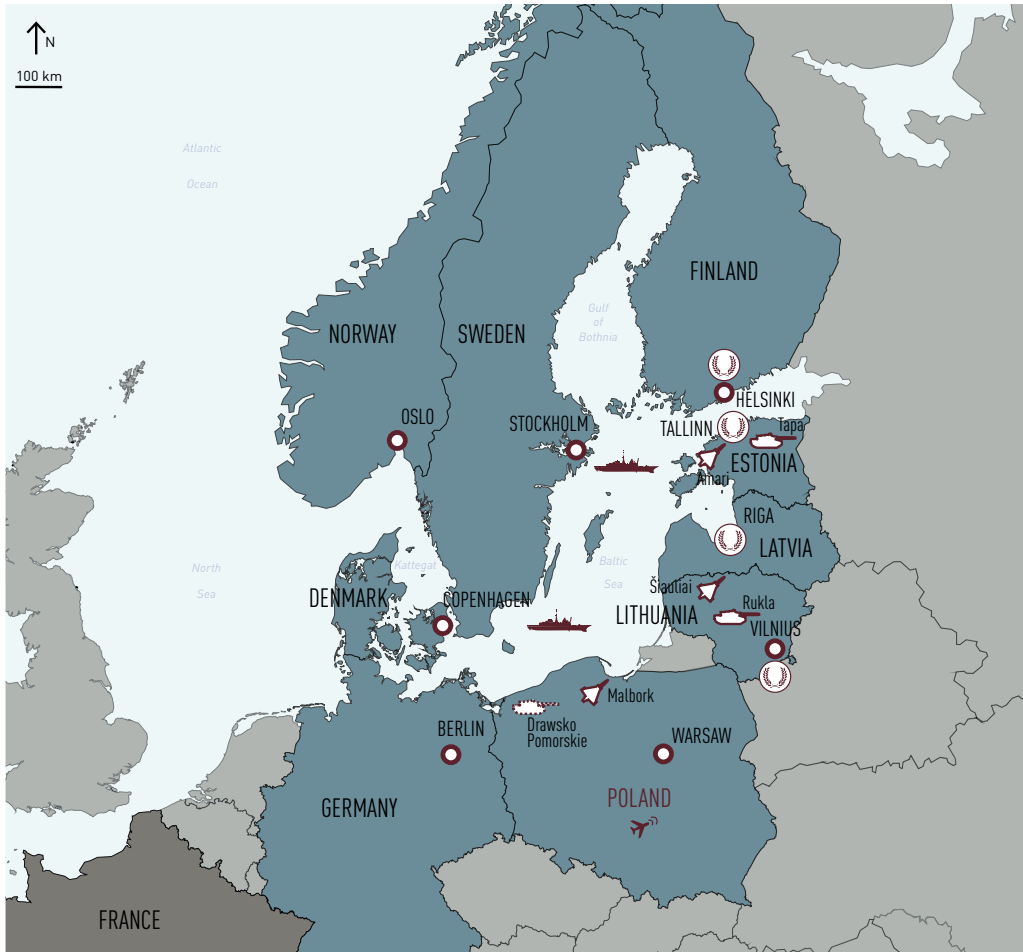 N
100 km
Atlantic
Ocean
FINLAND
Gulf
of
Bothnia
NORWAY
SWEDEN
HELSINKI
OSLO
STOCKHOLM
TALLINN
Tapa
ESTONIA
Ämari
RIGA
LATVIA
North
Sea
Kattegat
Baltic
Sea
Šiauliai
DENMARK
COPENHAGEN
LITHUANIA
Rukla
VILNIUS
Malbork
Drawsko
Pomorskie
BERLIN
WARSAW
POLAND
GERMANY
FRANCE